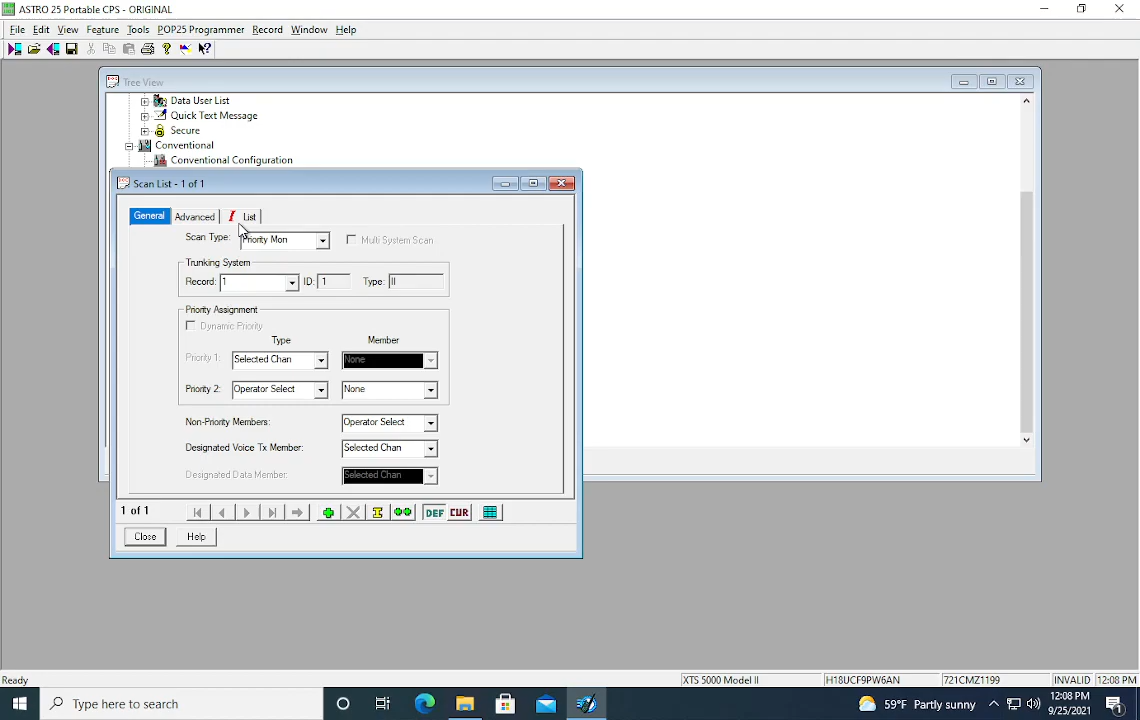 ASTRO 25 Portable CPS - ORIGINAL
File Edit View Feature Tools POP25 Programmer Record Window Help
Tree View
Data User List
Quick Text Message
Secure
Conventional
Conventional Configuration
Scan List - 1 of 1
General Advanced ! List
Scan Type: Priority Mon Multi System Scan
Trunking System
Record: 1 ID: 1 Type: II
Priority Assignment
Dynamic Priority
Type Member
Priority 1: Selected Chan None
Priority 2: Operator Select None
Non-Priority Members: Operator Select
Designated Voice Tx Member: Selected Chan
Designated Data Member: Selected Chan
1 of 1 DEF CUR
Close Help
Ready XTS 5000 Model II H18UCF9PW6AN 721CMZ1199 INVALID 12:08 PM
Type here to search 59°F Partly sunny 12:08 PM
9/25/2021 1